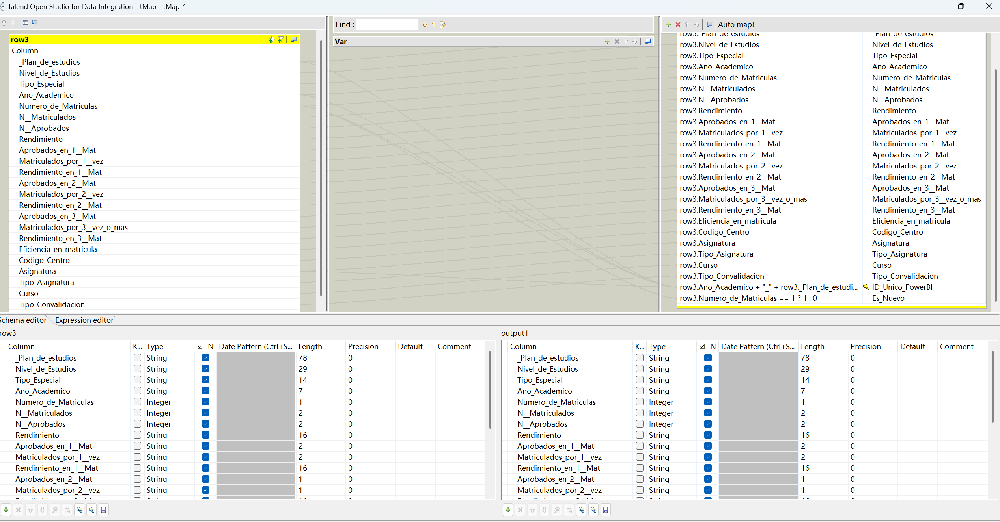 Talend Open Studio for Data Integration - tMap - tMap_1
row3
Column
_Plan_de_estudios
Nivel_de_Estudios
Tipo_Especial
Ano_Academico
Numero_de_Matriculas
N__Matriculados
N__Aprobados
Rendimiento
Aprobados_en_1__Mat
Matriculados_por_1__vez
Rendimiento_en_1__Mat
Aprobados_en_2__Mat
Matriculados_por_2__vez
Rendimiento_en_2__Mat
Aprobados_en_3__Mat
Matriculados_por_3__vez_o_mas
Rendimiento_en_3__Mat
Eficiencia_en_matricula
Codigo_Centro
Asignatura
Tipo_Asignatura
Curso
Tipo_Convalidacion
Find :
Var
Auto map!
row3._Plan_de_estudios _Plan_de_estudios
row3.Nivel_de_Estudios Nivel_de_Estudios
row3.Tipo_Especial Tipo_Especial
row3.Ano_Academico Ano_Academico
row3.Numero_de_Matriculas Numero_de_Matriculas
row3.N__Matriculados N__Matriculados
row3.N__Aprobados N__Aprobados
row3.Rendimiento Rendimiento
row3.Aprobados_en_1__Mat Aprobados_en_1__Mat
row3.Matriculados_por_1__vez Matriculados_por_1__vez
row3.Rendimiento_en_1__Mat Rendimiento_en_1__Mat
row3.Aprobados_en_2__Mat Aprobados_en_2__Mat
row3.Matriculados_por_2__vez Matriculados_por_2__vez
row3.Rendimiento_en_2__Mat Rendimiento_en_2__Mat
row3.Aprobados_en_3__Mat Aprobados_en_3__Mat
row3.Matriculados_por_3__vez_o_mas Matriculados_por_3__vez_o_mas
row3.Rendimiento_en_3__Mat Rendimiento_en_3__Mat
row3.Eficiencia_en_matricula Eficiencia_en_matricula
row3.Codigo_Centro Codigo_Centro
row3.Asignatura Asignatura
row3.Tipo_Asignatura Tipo_Asignatura
row3.Curso Curso
row3.Tipo_Convalidacion Tipo_Convalidacion
row3.Ano_Academico + "_" + row3._Plan_de_estudi... ID_Unico_PowerBI
row3.Numero_de_Matriculas == 1 ? 1 : 0 Es_Nuevo
Schema editor Expression editor
row3
Column K... Type N Date Pattern (Ctrl+S... Length Precision Default Comment
_Plan_de_estudios String 78 0
Nivel_de_Estudios String 29 0
Tipo_Especial String 14 0
Ano_Academico String 7 0
Numero_de_Matriculas Integer 1 0
N__Matriculados Integer 2 0
N__Aprobados Integer 2 0
Rendimiento String 16 0
Aprobados_en_1__Mat String 2 0
Matriculados_por_1__vez String 2 0
Rendimiento_en_1__Mat String 16 0
Aprobados_en_2__Mat String 1 0
Matriculados_por_2__vez String 1 0
output1
Column K... Type N Date Pattern (Ctrl+S... Length Precision Default Comment
_Plan_de_estudios String 78 0
Nivel_de_Estudios String 29 0
Tipo_Especial String 14 0
Ano_Academico String 7 0
Numero_de_Matriculas Integer 1 0
N__Matriculados Integer 2 0
N__Aprobados Integer 2 0
Rendimiento String 16 0
Aprobados_en_1__Mat String 2 0
Matriculados_por_1__vez String 2 0
Rendimiento_en_1__Mat String 16 0
Aprobados_en_2__Mat String 1 0
Matriculados_por_2__vez String 1 0